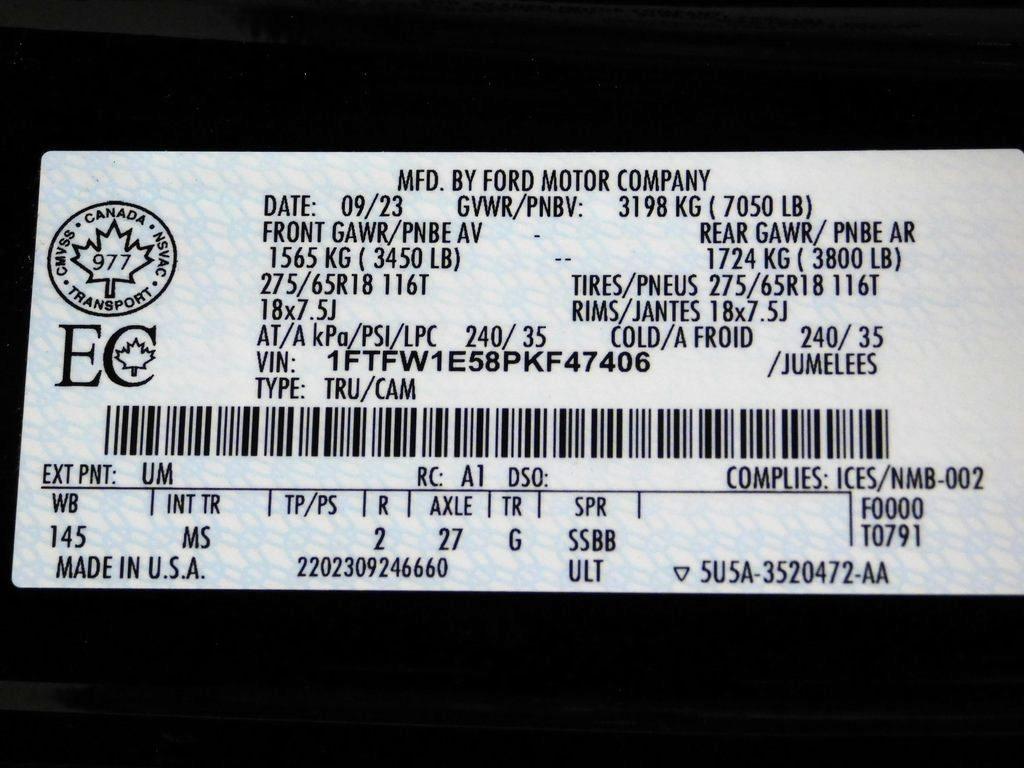 MFD. BY FORD MOTOR COMPANY
DATE: 09/23 GVWR/PNBV: 3198 KG ( 7050 LB)
FRONT GAWR/PNBE AV - REAR GAWR/ PNBE AR
1565 KG ( 3450 LB) -- 1724 KG ( 3800 LB)
275/65R18 116T TIRES/PNEUS 275/65R18 116T
18x7.5J RIMS/JANTES 18x7.5J
AT/A kPa/PSI/LPC 240/ 35 COLD/A FROID 240/ 35
VIN: 1FTFW1E58PKF47406 /JUMELEES
TYPE: TRU/CAM
CANADA
CMVSS 977 NSVAC
TRANSPORT
EC
EXT PNT: UM RC: A1 DSO: COMPLIES: ICES/NMB-002
WB INT TR TP/PS R AXLE TR SPR F0000
145 MS 2 27 G SSBB T0791
MADE IN U.S.A. 2202309246660 ULT ▽ 5U5A-3520472-AA